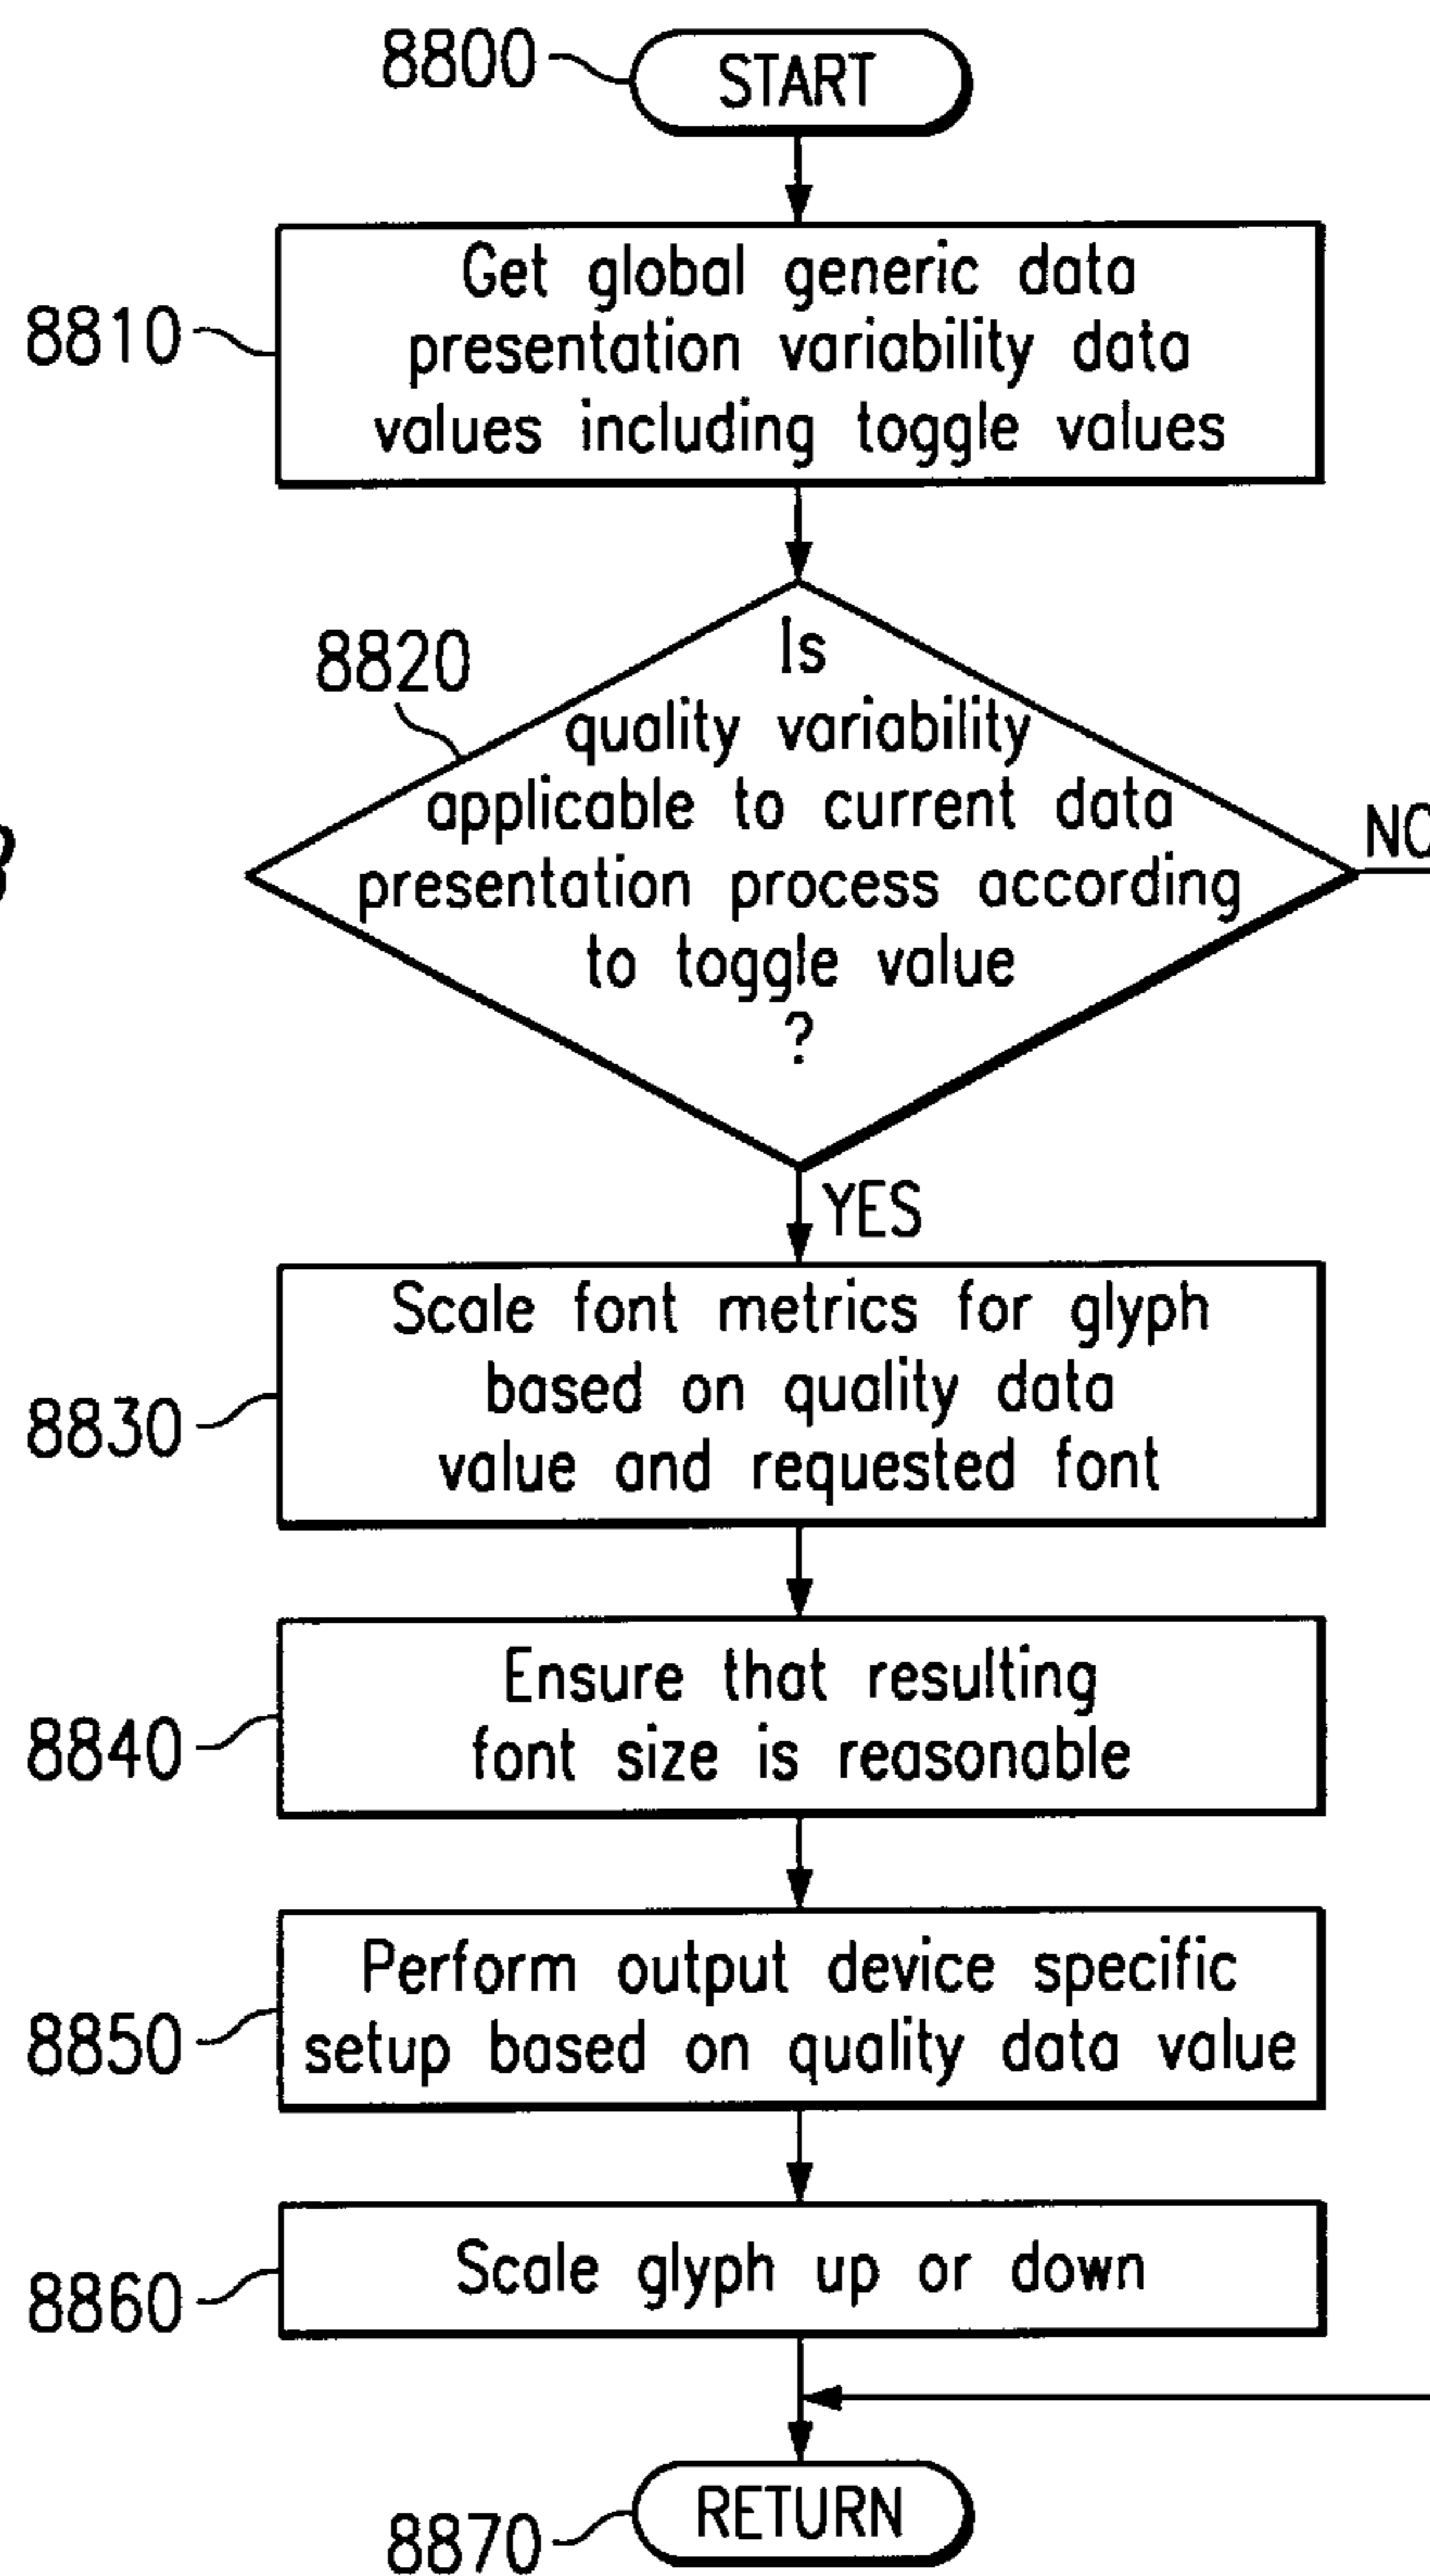 8800
START
8810
Get global generic data
presentation variability data
values including toggle values
8820
Is
quality variability
applicable to current data
presentation process according
to toggle value
?
YES
8830
Scale font metrics for glyph
based on quality data
value and requested font
8840
Ensure that resulting
font size is reasonable
8850
Perform output device specific
setup based on quality data value
8860
Scale glyph up or down
8870
RETURN